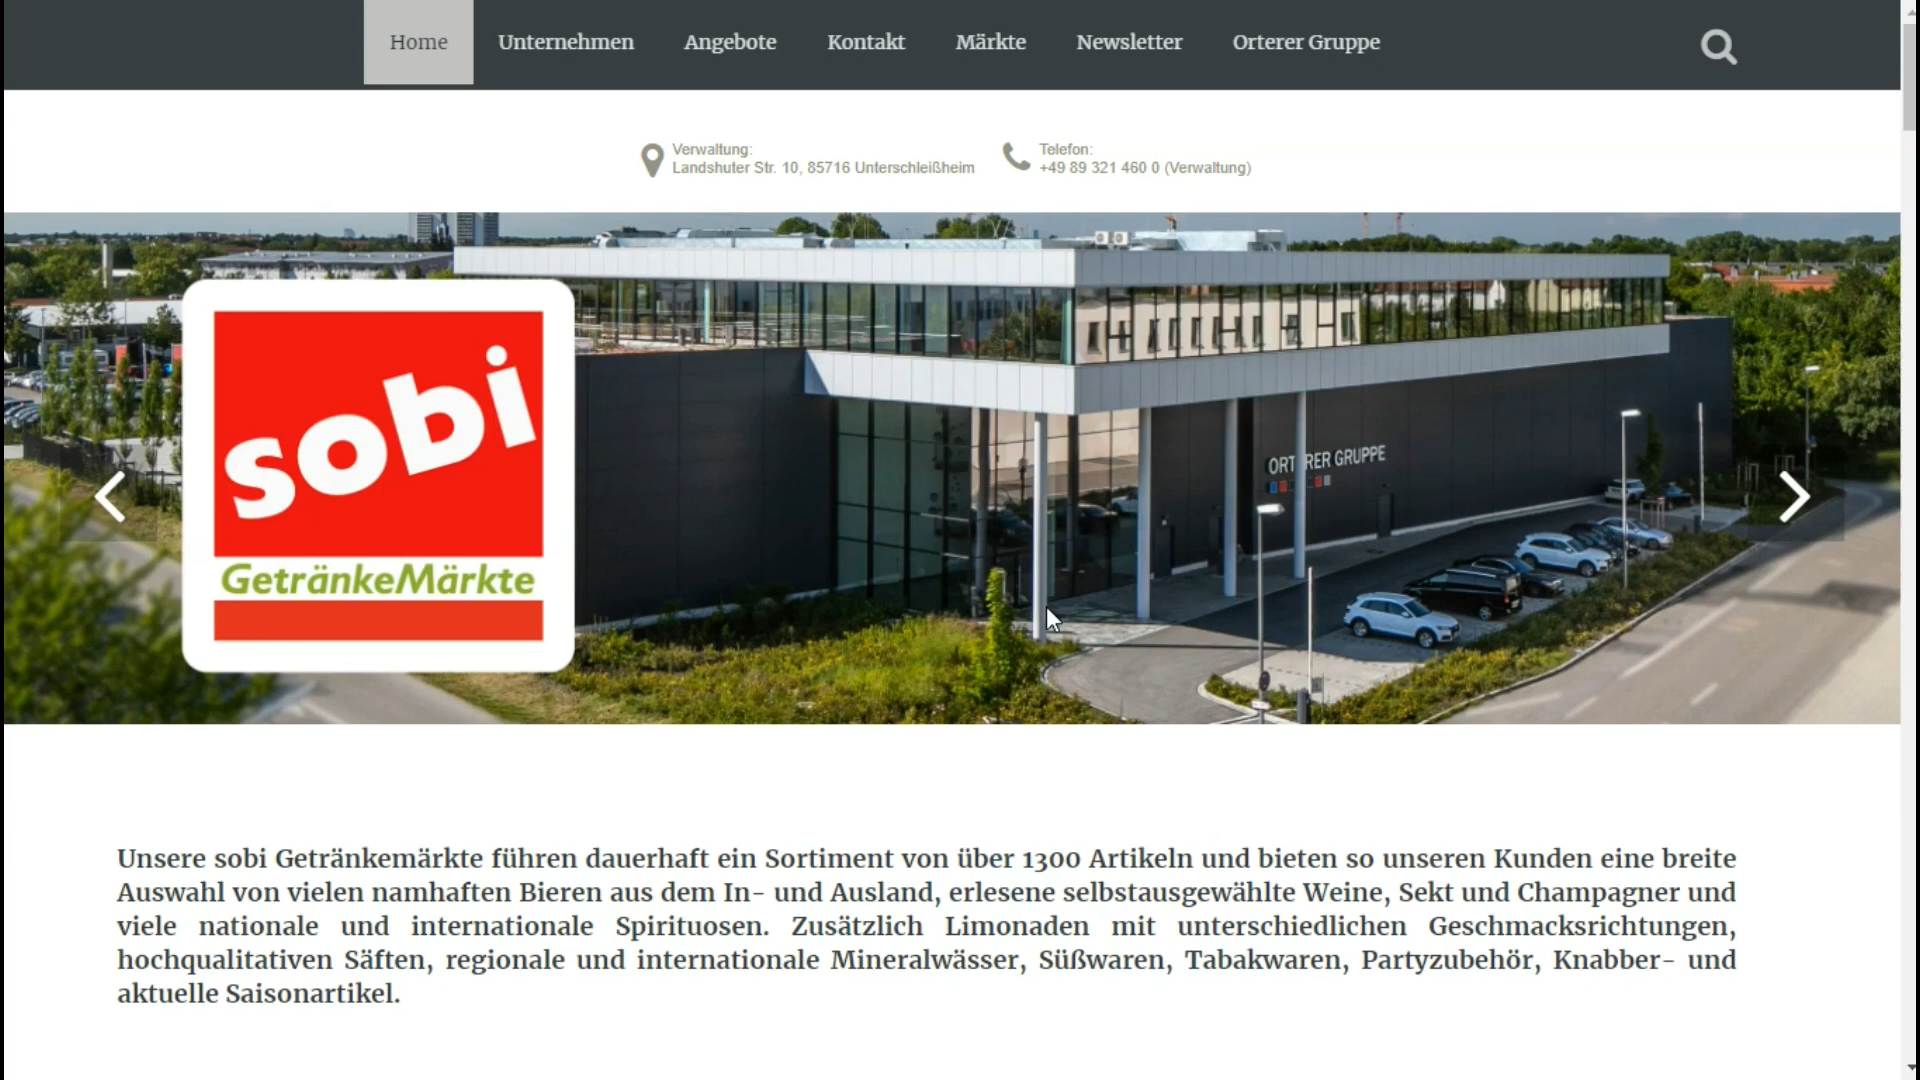 Home Unternehmen Angebote Kontakt Märkte Newsletter Orterer Gruppe
Verwaltung:
Landshuter Str. 10, 85716 Unterschleißheim
Telefon:
+49 89 321 460 0 (Verwaltung)
sobi
GetränkeMärkte
ORTERER GRUPPE
Unsere sobi Getränkemärkte führen dauerhaft ein Sortiment von über 1300 Artikeln und bieten so unseren Kunden eine breite
Auswahl von vielen namhaften Bieren aus dem In- und Ausland, erlesene selbstausgewählte Weine, Sekt und Champagner und
viele nationale und internationale Spirituosen. Zusätzlich Limonaden mit unterschiedlichen Geschmacksrichtungen,
hochqualitativen Säften, regionale und internationale Mineralwässer, Süßwaren, Tabakwaren, Partyzubehör, Knabber- und
aktuelle Saisonartikel.